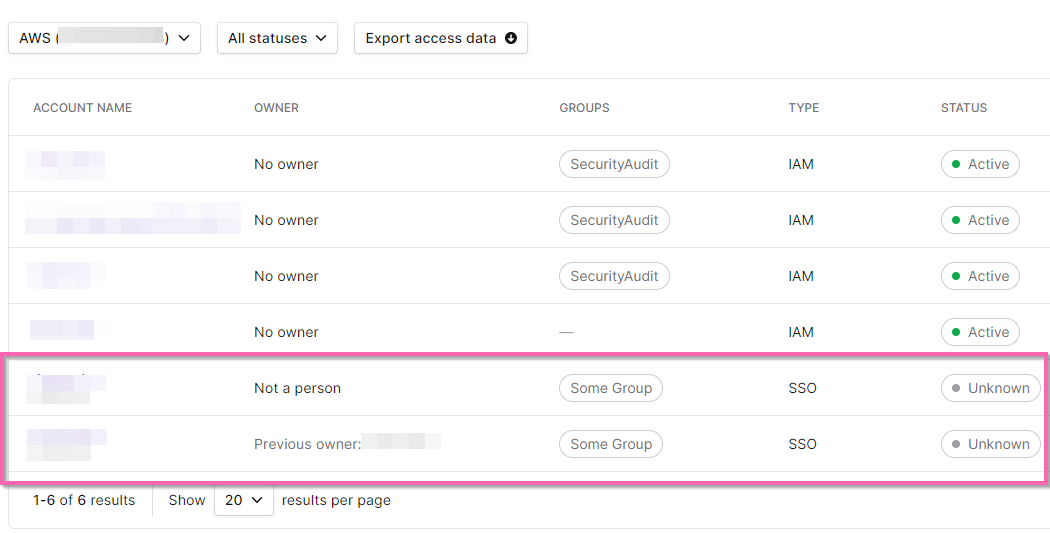 AWS ( ) All statuses Export access data
ACCOUNT NAME OWNER GROUPS TYPE STATUS
No owner SecurityAudit IAM Active
No owner SecurityAudit IAM Active
No owner SecurityAudit IAM Active
No owner — IAM Active
Not a person Some Group SSO Unknown
Previous owner: Some Group SSO Unknown
1-6 of 6 results Show 20 results per page